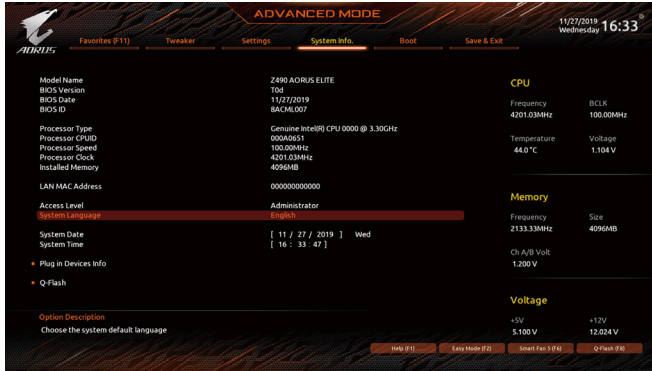 ADVANCED MODE
11/27/2019
Wednesday 16:33
AORUS
Favorites (F11) Tweaker Settings System Info. Boot Save & Exit
Model Name Z490 AORUS ELITE
BIOS Version T0d
BIOS Date 11/27/2019
BIOS ID 8ACML007
Processor Type Genuine Intel(R) CPU 0000 @ 3.30GHz
Processor CPUID 000A0651
Processor Speed 100.00MHz
Processor Clock 4201.03MHz
Installed Memory 4096MB
LAN MAC Address 000000000000
Access Level Administrator
System Language English
System Date [ 11 / 27 / 2019 ] Wed
System Time [ 16 : 33 : 47 ]
Plug in Devices Info
Q-Flash
Option Description
Choose the system default language
CPU
Frequency BCLK
4201.03MHz 100.00MHz
Temperature Voltage
44.0 °C 1.104 V
Memory
Frequency Size
2133.33MHz 4096MB
Ch A/B Volt
1.200 V
Voltage
+5V +12V
5.100 V 12.024 V
Help (F1) Easy Mode (F2) Smart Fan 5 (F6) Q-Flash (F8)